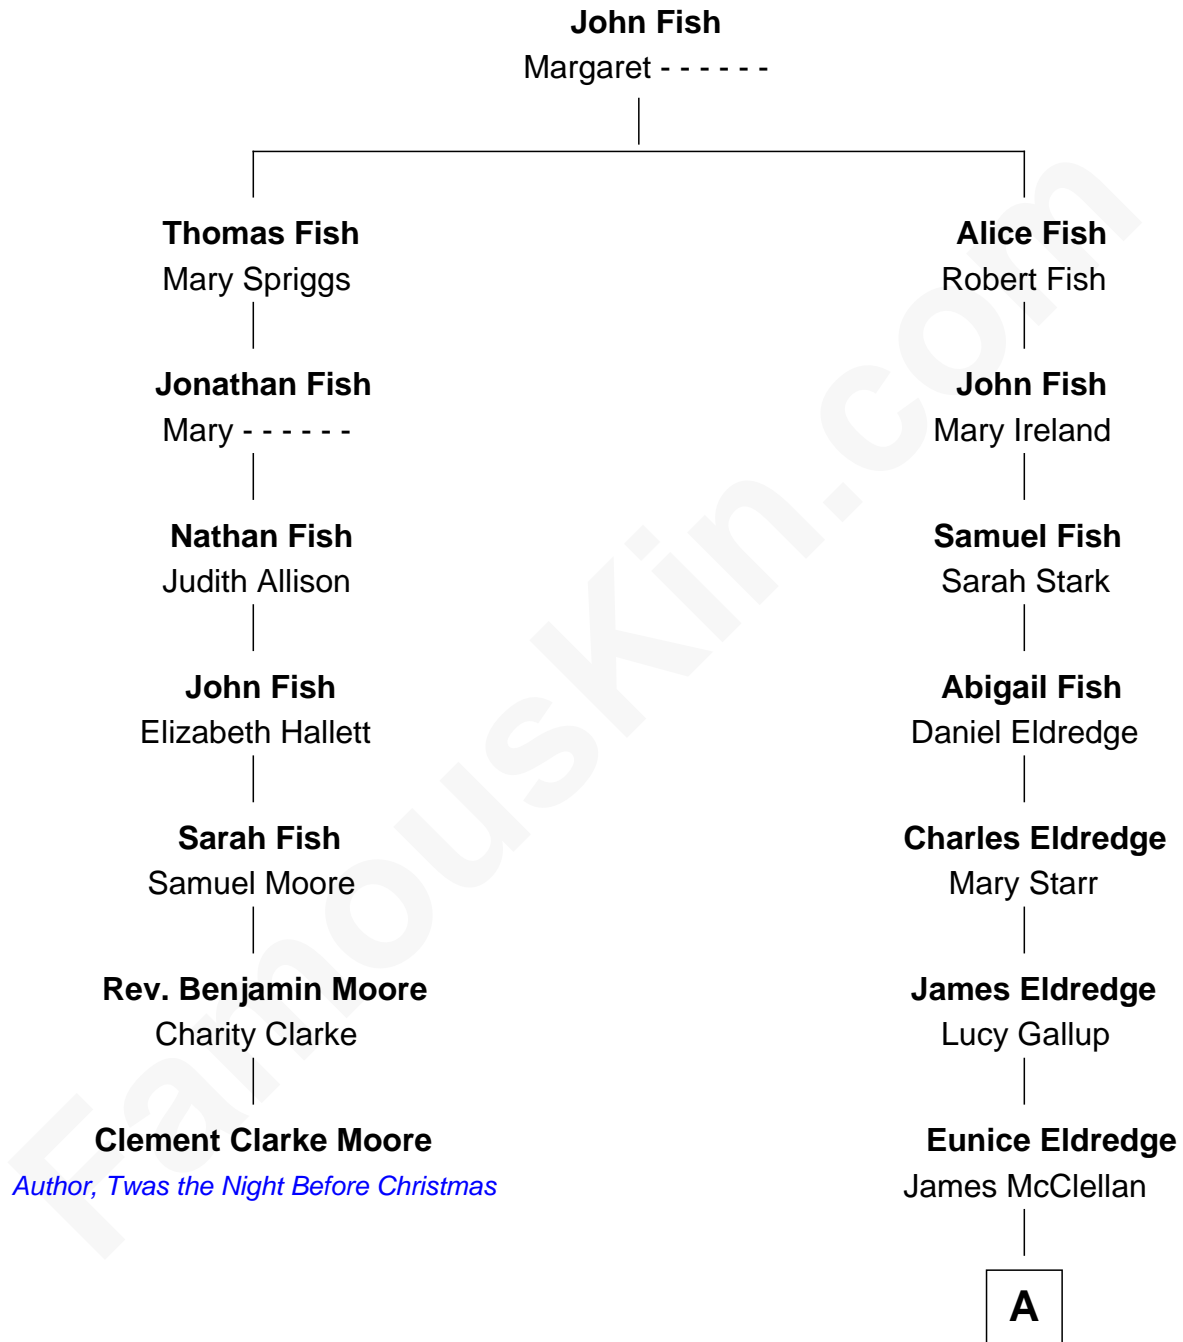 John Fish
Margaret - - - - - -
Thomas Fish
Mary Spriggs
Jonathan Fish
Mary - - - - - -
Nathan Fish
Judith Allison
John Fish
Elizabeth Hallett
Sarah Fish
Samuel Moore
Rev. Benjamin Moore
Charity Clarke
Clement Clarke Moore
Author, Twas the Night Before Christmas
Alice Fish
Robert Fish
John Fish
Mary Ireland
Samuel Fish
Sarah Stark
Abigail Fish
Daniel Eldredge
Charles Eldredge
Mary Starr
James Eldredge
Lucy Gallup
Eunice Eldredge
James McClellan
A
FamousKin.com